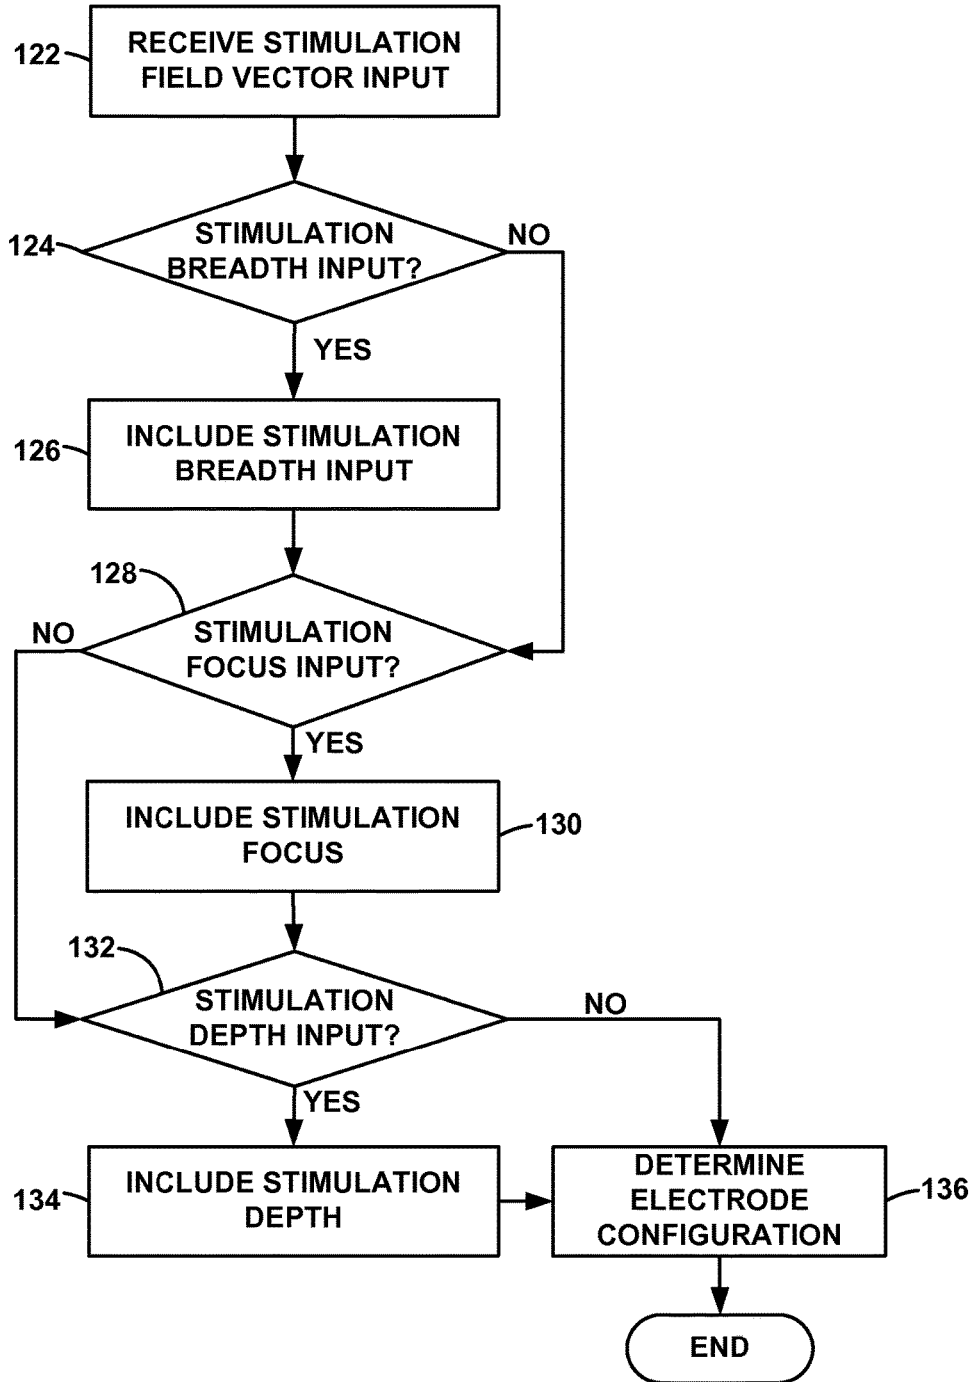 122
RECEIVE STIMULATION
FIELD VECTOR INPUT
124
STIMULATION
BREADTH INPUT?
NO
YES
126
INCLUDE STIMULATION
BREADTH INPUT
128
NO
STIMULATION
FOCUS INPUT?
YES
INCLUDE STIMULATION
FOCUS
130
132
STIMULATION
DEPTH INPUT?
NO
YES
134
INCLUDE STIMULATION
DEPTH
DETERMINE
ELECTRODE
CONFIGURATION
136
END